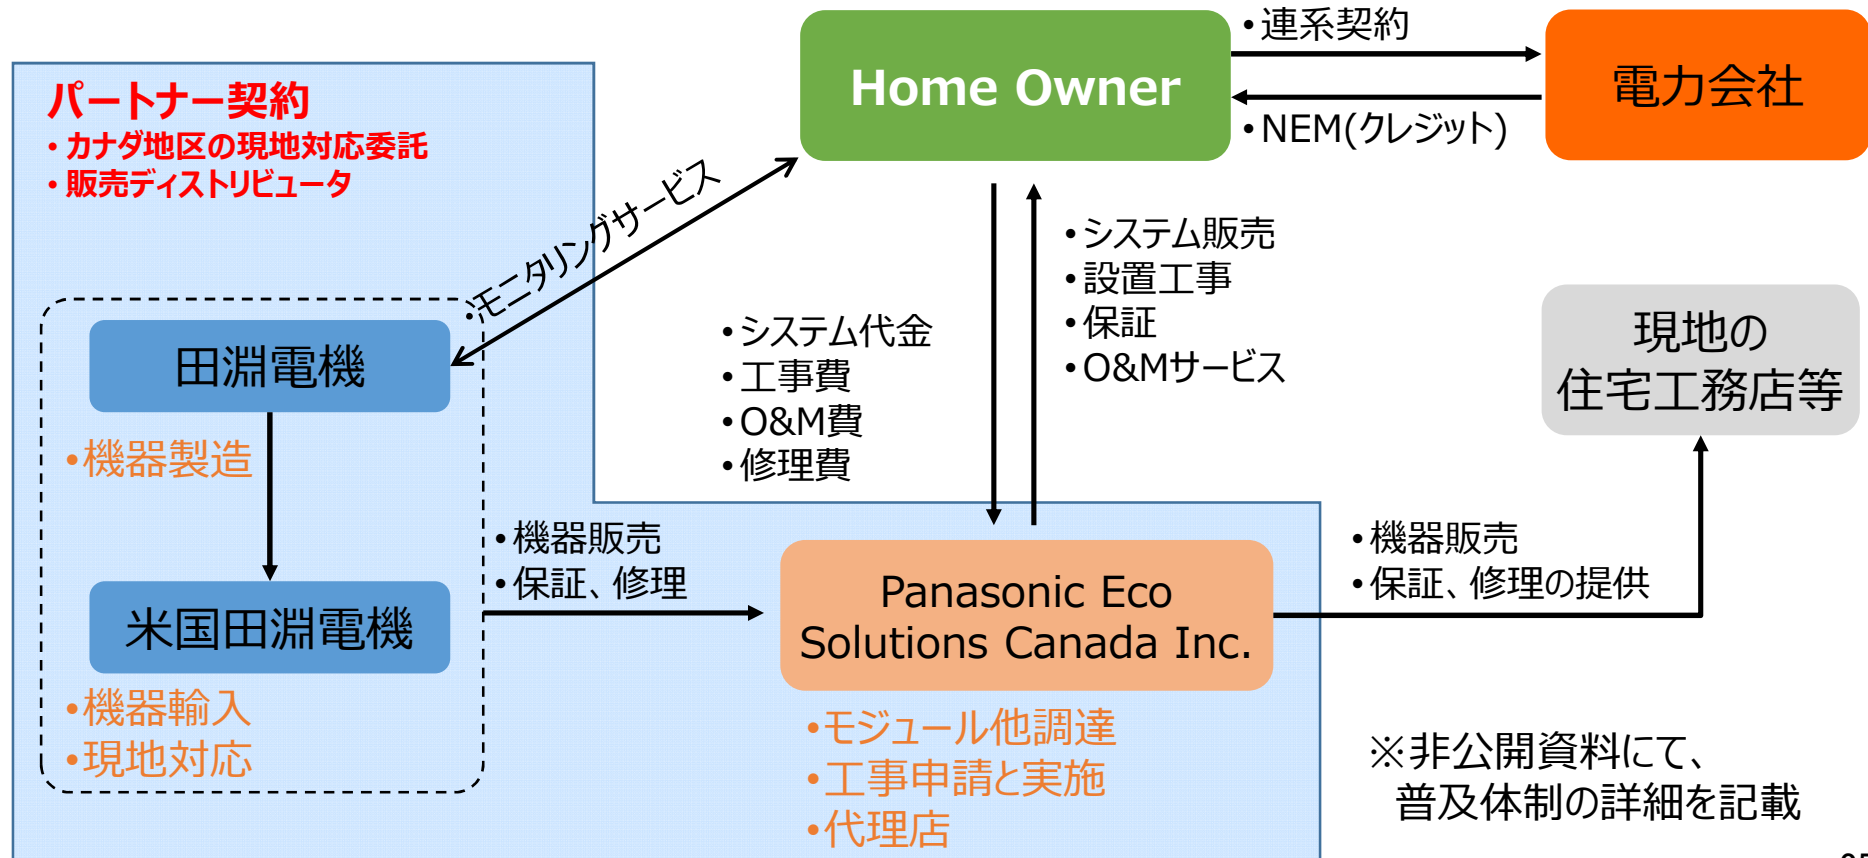 パートナー契約
・カナダ地区の現地対応委託
・販売ディストリビュータ
Home Owner
•連系契約
•NEM(クレジット)
電力会社
•モニタリングサービス
•システム代金
•工事費
•O&M費
•修理費
•システム販売
•設置工事
•保証
•O&Mサービス
現地の
住宅工務店等
田淵電機
•機器製造
米国田淵電機
•機器輸入
•現地対応
•機器販売
•保証、修理
Panasonic Eco
Solutions Canada Inc.
•モジュール他調達
•工事申請と実施
•代理店
•機器販売
•保証、修理の提供
※非公開資料にて、
普及体制の詳細を記載